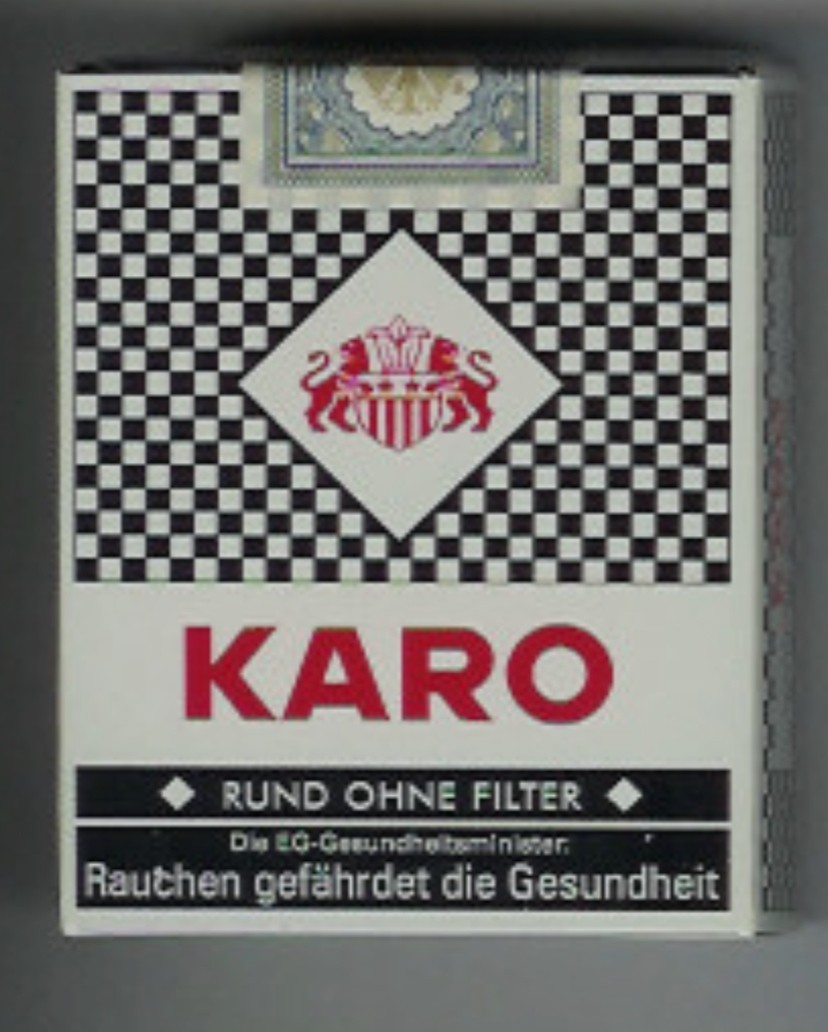 KARO
RUND OHNE FILTER
Die EG-Gesundheitsminister:
Rauchen gefährdet die Gesundheit